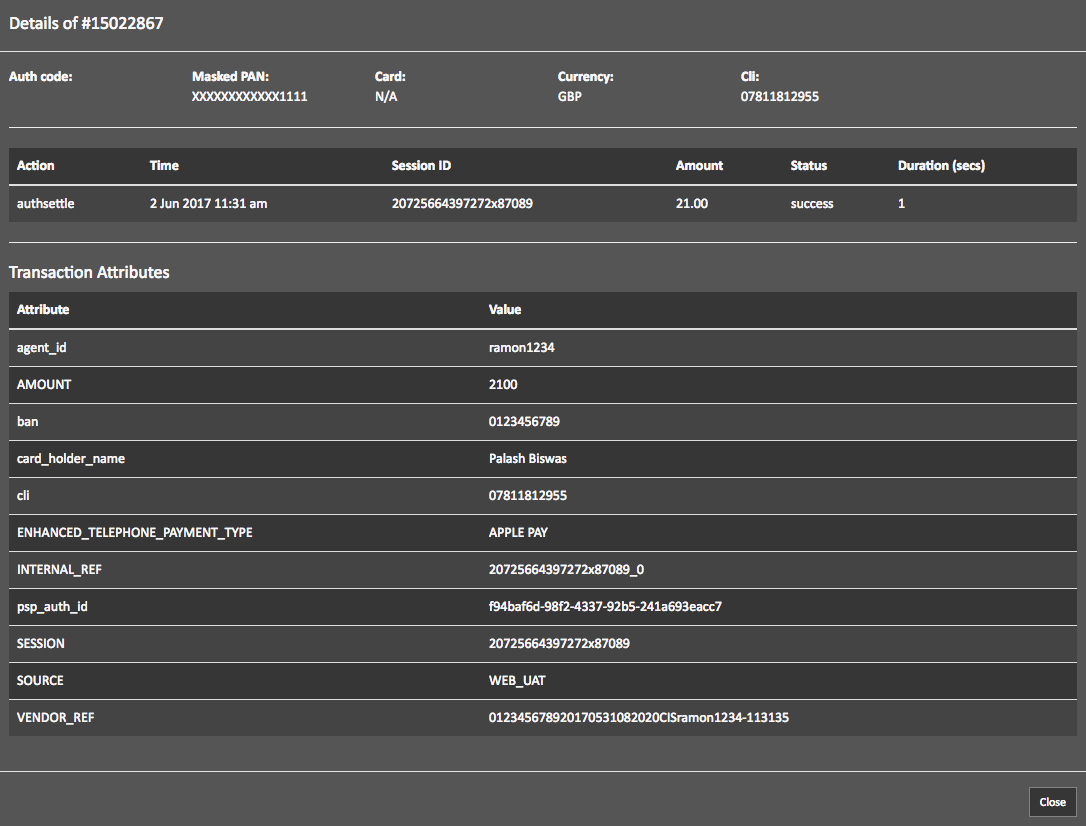 Details of #15022867
Auth code: Masked PAN: Card: Currency: Cli:
XXXXXXXXXXXX1111 N/A GBP 07811812955
Action Time Session ID Amount Status Duration (secs)
authsettle 2 Jun 2017 11:31 am 20725664397272x87089 21.00 success 1
Transaction Attributes
Attribute Value
agent_id ramon1234
AMOUNT 2100
ban 0123456789
card_holder_name Palash Biswas
cli 07811812955
ENHANCED_TELEPHONE_PAYMENT_TYPE APPLE PAY
INTERNAL_REF 20725664397272x87089_0
psp_auth_id f94baf6d-98f2-4337-92b5-241a693eacc7
SESSION 20725664397272x87089
SOURCE WEB_UAT
VENDOR_REF 012345678920170531082020CISramon1234-113135
Close